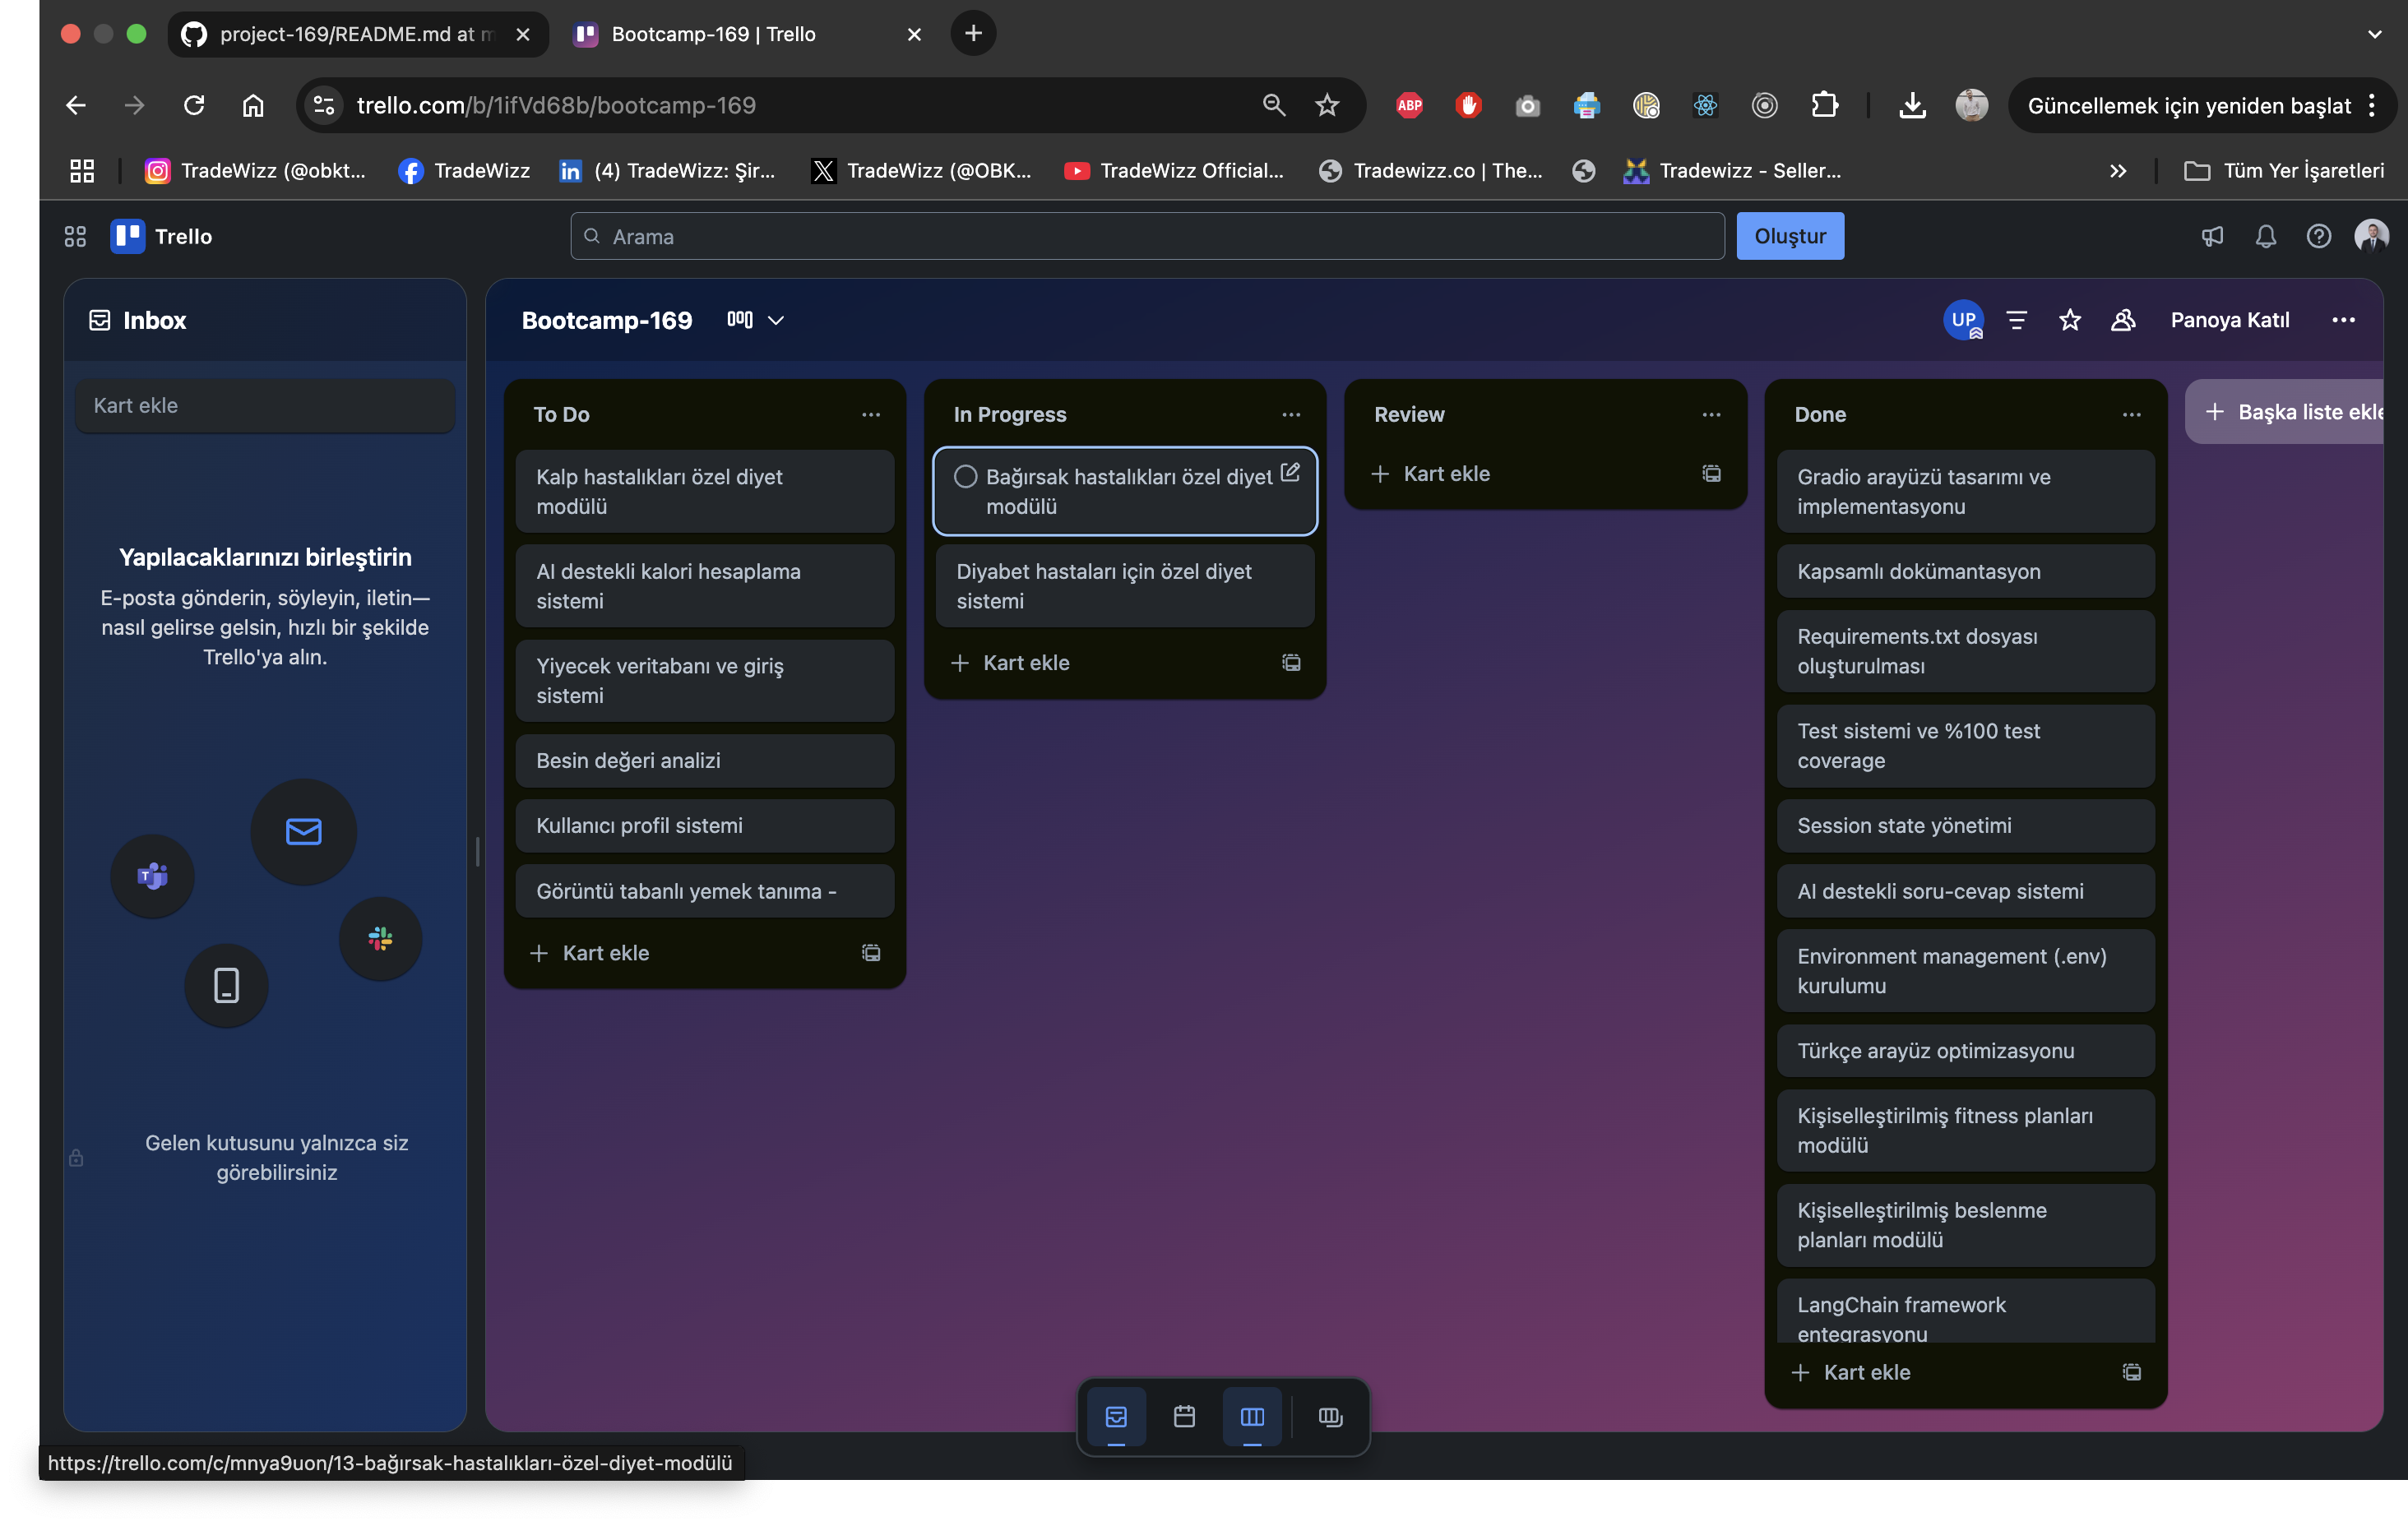 project-169/README.md at m
Bootcamp-169 | Trello
trello.com/b/1ifVd68b/bootcamp-169
ABP
Güncellemek için yeniden başlat
TradeWizz (@obkt...
TradeWizz
(4) TradeWizz: Şir...
TradeWizz (@OBK...
TradeWizz Official...
Tradewizz.co | The...
Tradewizz - Seller...
Tüm Yer İşaretleri
Trello
Arama
Oluştur
Inbox
Kart ekle
Yapılacaklarınızı birleştirin
E-posta gönderin, söyleyin, iletin—
nasıl gelirse gelsin, hızlı bir şekilde
Trello'ya alın.
Gelen kutusunu yalnızca siz
görebilirsiniz
Bootcamp-169
UP
Panoya Katıl
To Do
Kalp hastalıkları özel diyet
modülü
AI destekli kalori hesaplama
sistemi
Yiyecek veritabanı ve giriş
sistemi
Besin değeri analizi
Kullanıcı profil sistemi
Görüntü tabanlı yemek tanıma -
Kart ekle
In Progress
Bağırsak hastalıkları özel diyet
modülü
Diyabet hastaları için özel diyet
sistemi
Kart ekle
Review
Kart ekle
Done
Gradio arayüzü tasarımı ve
implementasyonu
Kapsamlı dokümantasyon
Requirements.txt dosyası
oluşturulması
Test sistemi ve %100 test
coverage
Session state yönetimi
AI destekli soru-cevap sistemi
Environment management (.env)
kurulumu
Türkçe arayüz optimizasyonu
Kişiselleştirilmiş fitness planları
modülü
Kişiselleştirilmiş beslenme
planları modülü
LangChain framework
entegrasyonu
Kart ekle
Başka liste ekle
https://trello.com/c/mnya9uon/13-bağırsak-hastalıkları-özel-diyet-modülü